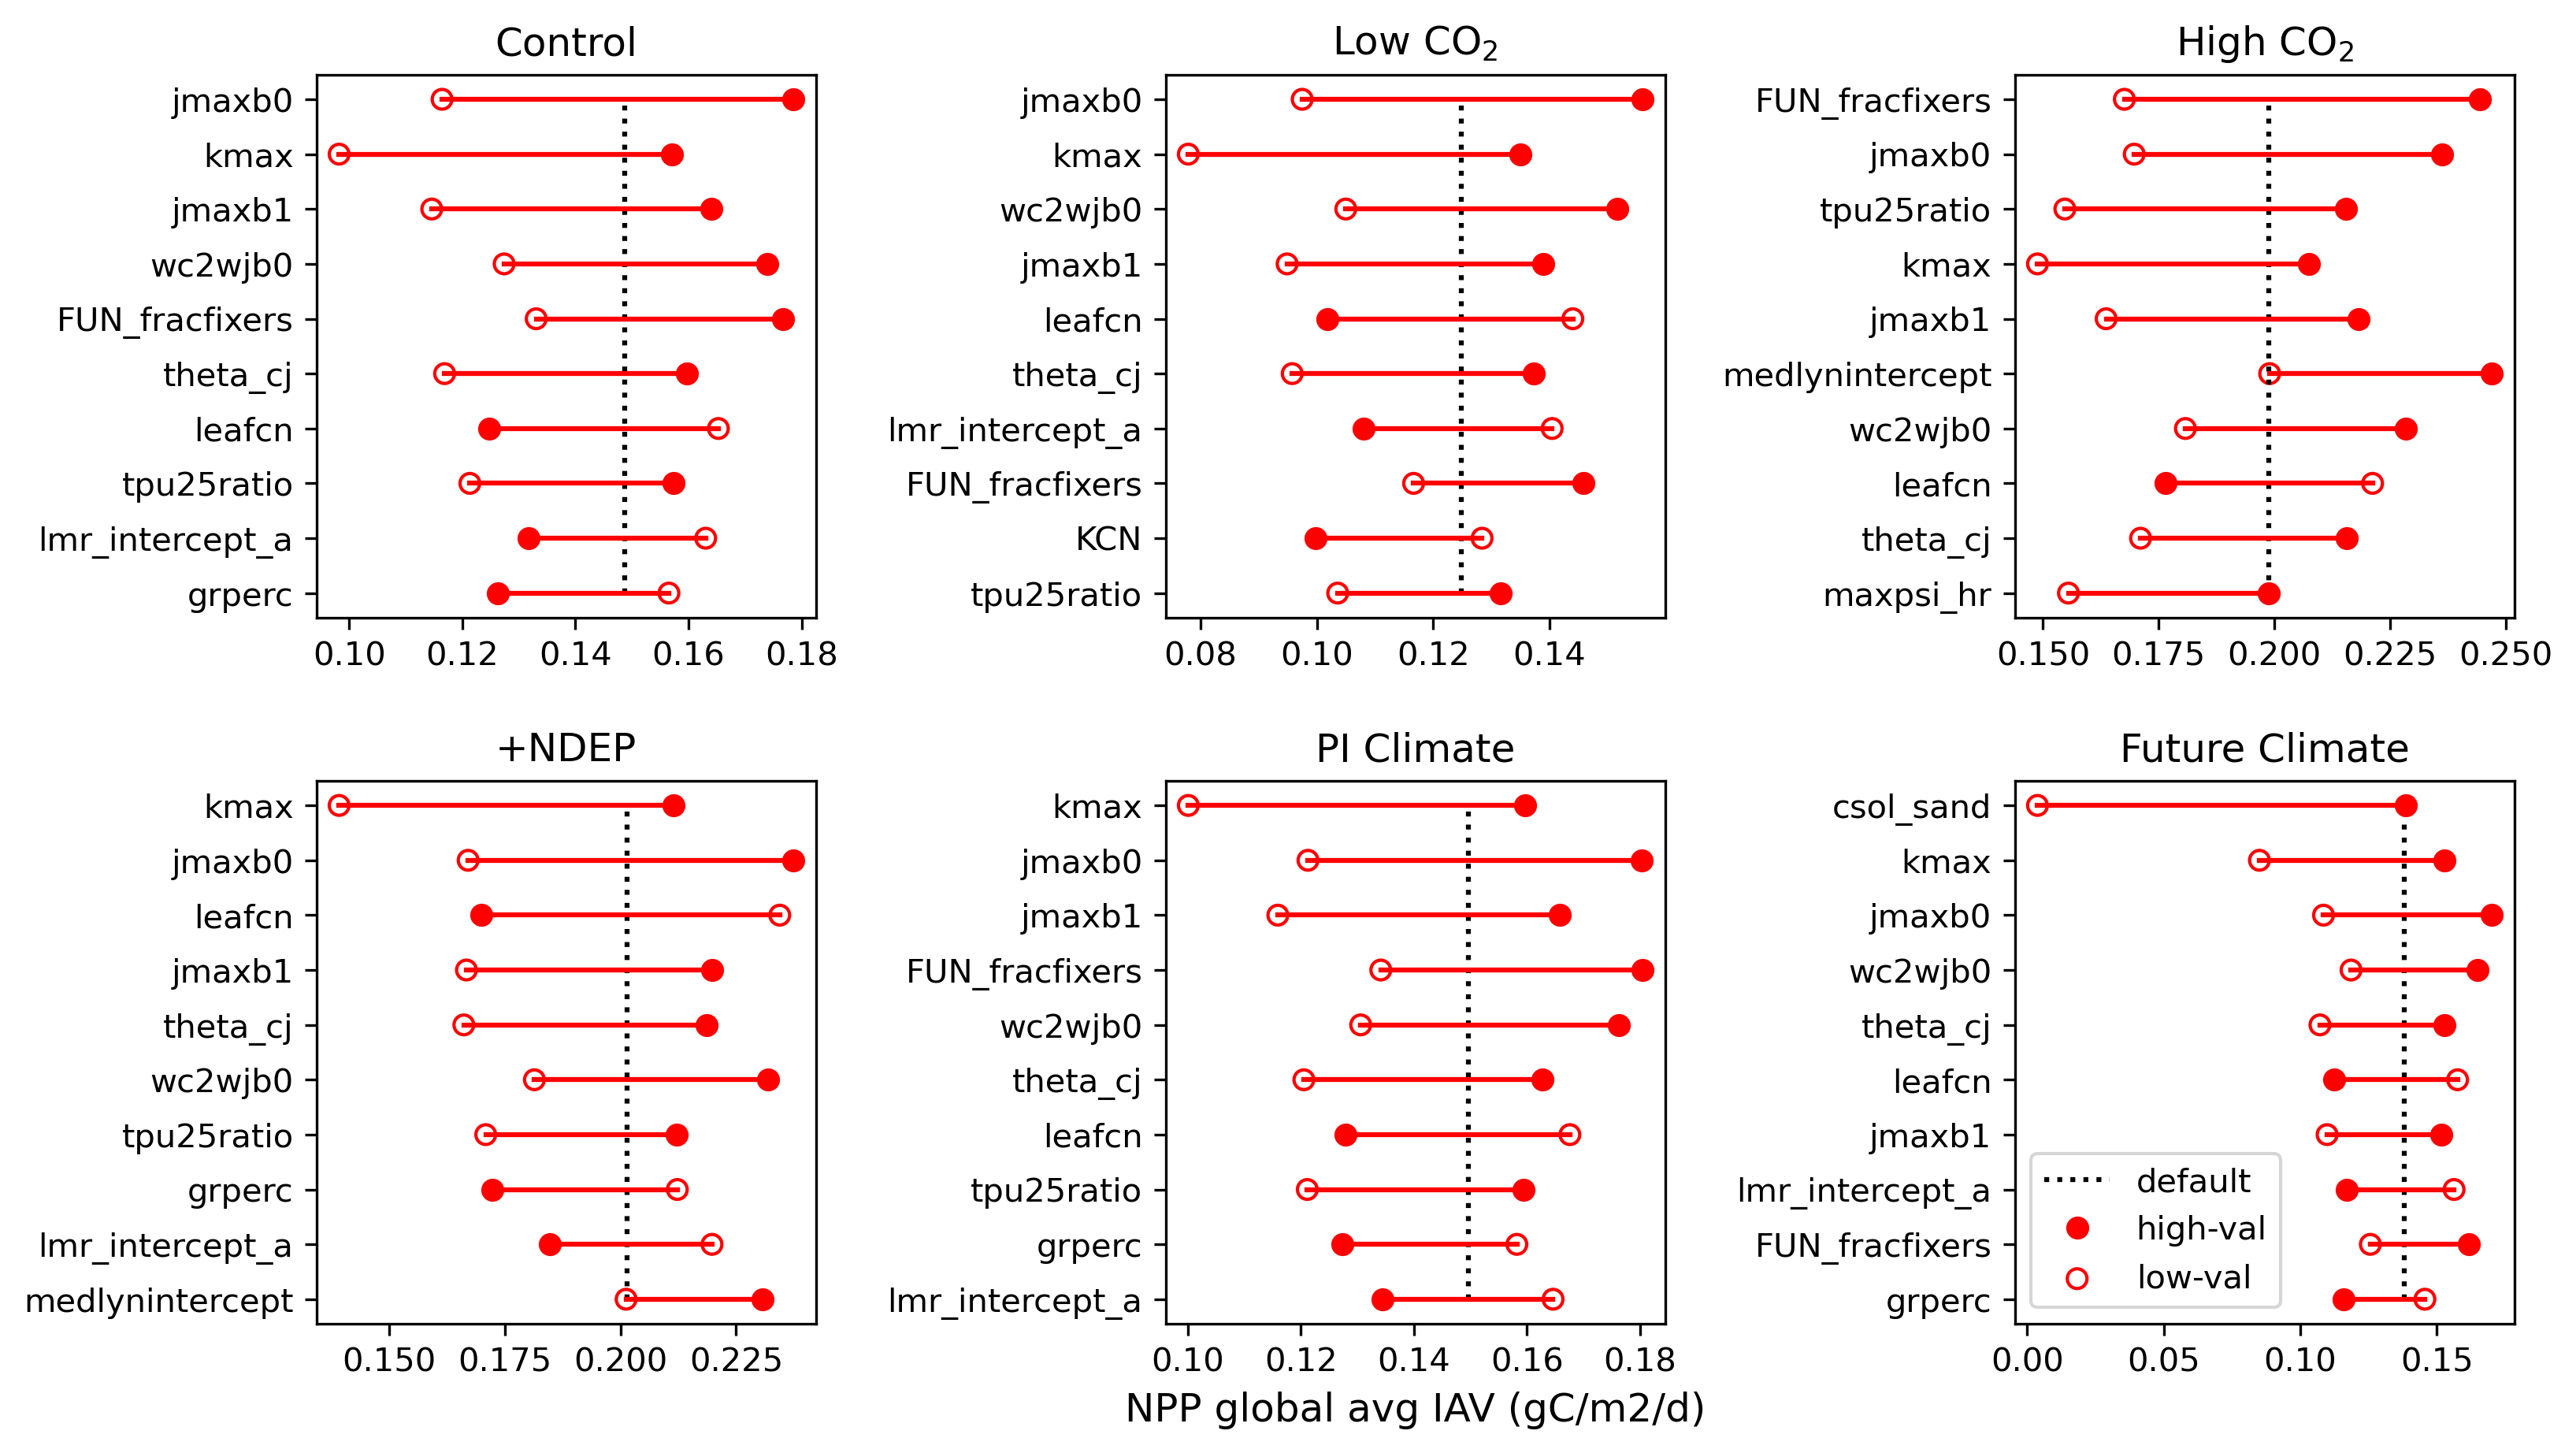 Control
jmaxb0
kmax
jmaxb1
wc2wjb0
FUN_fracfixers
theta_cj
leafcn
tpu25ratio
lmr_intercept_a
grperc
0.10 0.12 0.14 0.16 0.18
Low CO₂
jmaxb0
kmax
wc2wjb0
jmaxb1
leafcn
theta_cj
lmr_intercept_a
FUN_fracfixers
KCN
tpu25ratio
0.08 0.10 0.12 0.14
High CO₂
FUN_fracfixers
jmaxb0
tpu25ratio
kmax
jmaxb1
medlynintercept
wc2wjb0
leafcn
theta_cj
maxpsi_hr
0.150 0.175 0.200 0.225 0.250
+NDEP
kmax
jmaxb0
leafcn
jmaxb1
theta_cj
wc2wjb0
tpu25ratio
grperc
lmr_intercept_a
medlynintercept
0.150 0.175 0.200 0.225
PI Climate
kmax
jmaxb0
jmaxb1
FUN_fracfixers
wc2wjb0
theta_cj
leafcn
tpu25ratio
grperc
lmr_intercept_a
0.10 0.12 0.14 0.16 0.18
NPP global avg IAV (gC/m2/d)
Future Climate
csol_sand
kmax
jmaxb0
wc2wjb0
theta_cj
leafcn
jmaxb1
lmr_intercept_a
FUN_fracfixers
grperc
default
high-val
low-val
0.00 0.05 0.10 0.15